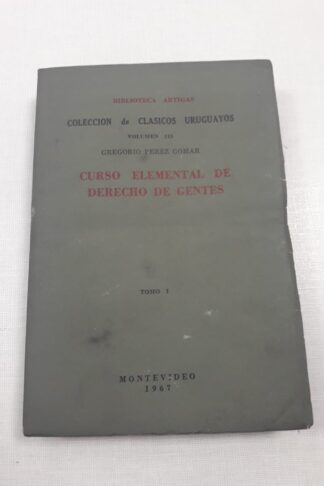 BIBLIOTECA ARTIGAS
COLECCION de CLASICOS URUGUAYOS
VOLUMEN
GREGORIO PEREZ GOMAR
CURSO ELEMENTAL DE
DERECHO DE GENTES
TOMO I
MONTEVIDEO
1967